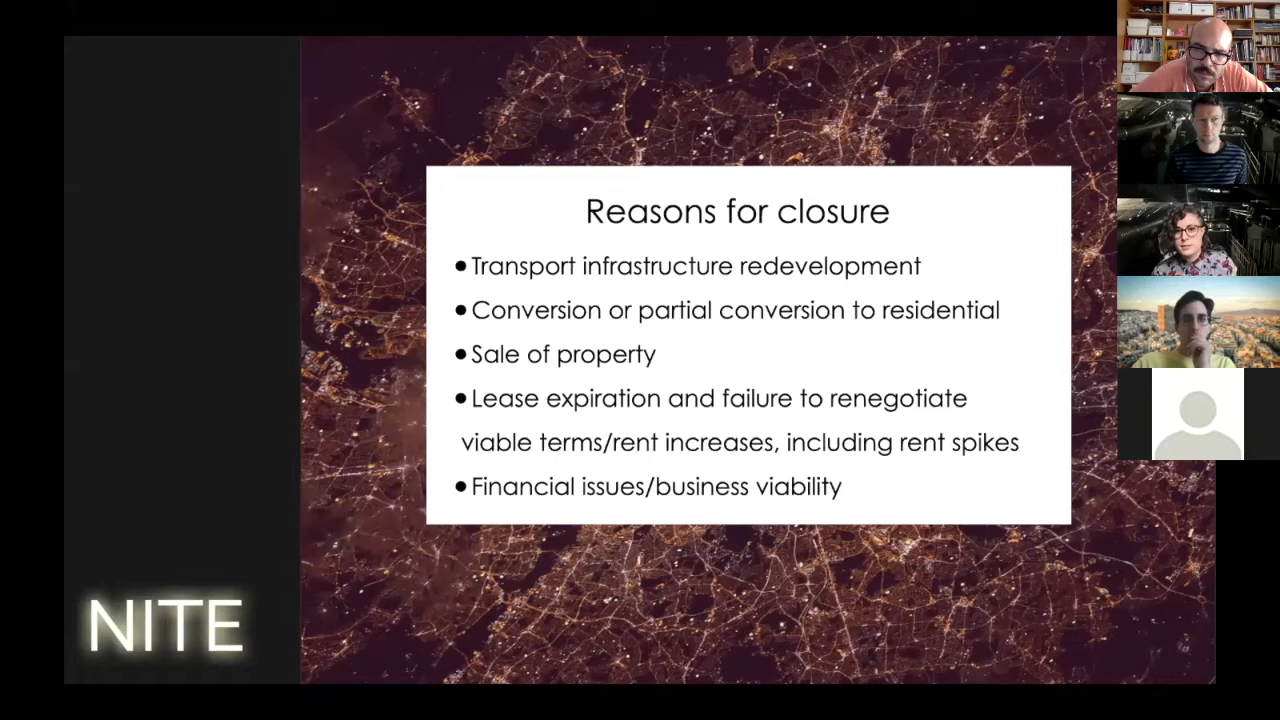 Reasons for closure
•Transport infrastructure redevelopment
•Conversion or partial conversion to residential
•Sale of property
•Lease expiration and failure to renegotiate
viable terms/rent increases, including rent spikes
•Financial issues/business viability
NITE